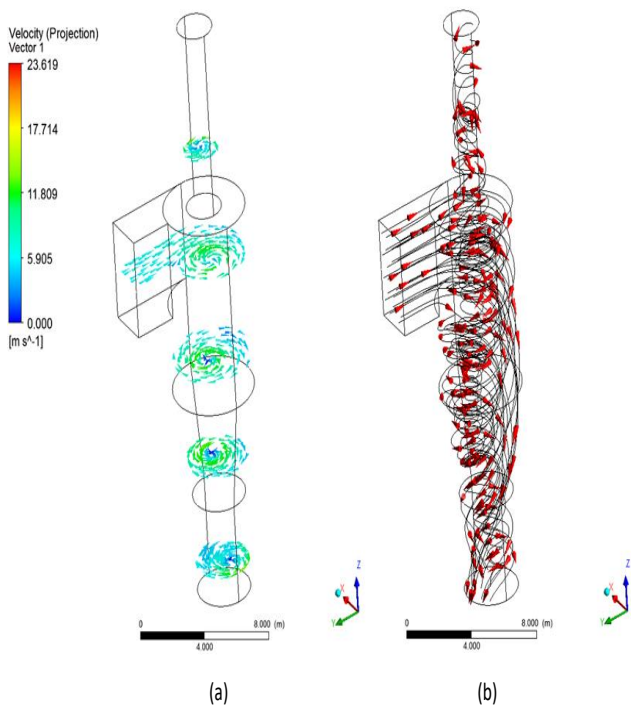 Velocity (Projection)
Vector 1
23.619
17.714
11.809
5.905
0.000
[m s^-1]
Z
X
Y
0 8.000 (m)
4.000
Z
X
Y
0 8.000 (m)
4.000
(a) (b)